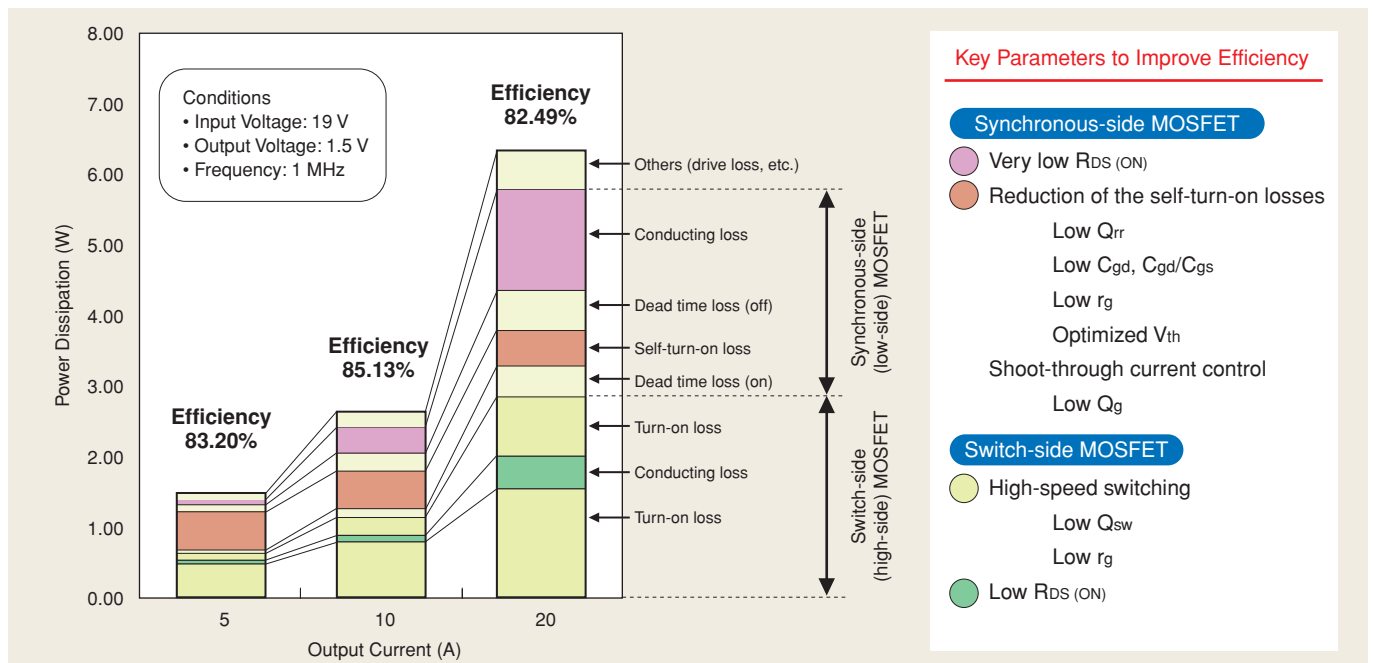 8.00
7.00
6.00
5.00
4.00
3.00
2.00
1.00
0.00
Power Dissipation (W)
Conditions
• Input Voltage: 19 V
• Output Voltage: 1.5 V
• Frequency: 1 MHz
Efficiency
83.20%
Efficiency
85.13%
Efficiency
82.49%
5
10
20
Output Current (A)
Others (drive loss, etc.)
Conducting loss
Dead time loss (off)
Self-turn-on loss
Dead time loss (on)
Turn-on loss
Conducting loss
Turn-on loss
Synchronous-side
(low-side) MOSFET
Switch-side
(high-side) MOSFET
Key Parameters to Improve Efficiency
Synchronous-side MOSFET
Very low RDS (ON)
Reduction of the self-turn-on losses
Low Qrr
Low Cgd, Cgd/Cgs
Low rg
Optimized Vth
Shoot-through current control
Low Qg
Switch-side MOSFET
High-speed switching
Low Qsw
Low rg
Low RDS (ON)